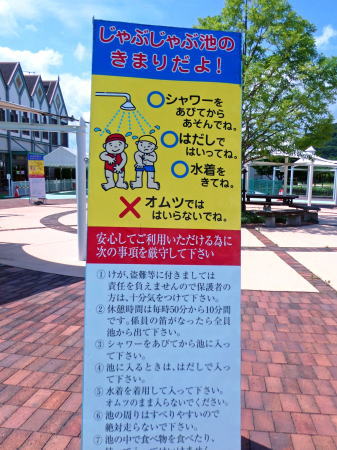 じゃぶじゃぶ池の
きまりだよ!
○シャワーを
あびてから
あそんでね。
○はだしで
はいってね。
○水着を
きてね。
×オムツでは
はいらないでね。
安心してご利用いただける為に
次の事項を厳守して下さい
①けが、盗難等に付きましては
責任を負えませんので保護者の
方は、十分気をつけて下さい。
②休憩時間は毎時50分から10分間
です。係員の笛がなったら全員
池から出て下さい。
③シャワーをあびてから池に入っ
て下さい。
④池に入るときは、はだしで入っ
て下さい。
⑤水着を着用して入って下さい。
オムツのまま入らないでください。
⑥池の周りはすべりやすいので
絶対走らないで下さい。
⑦池の中で食べ物を食べたり、